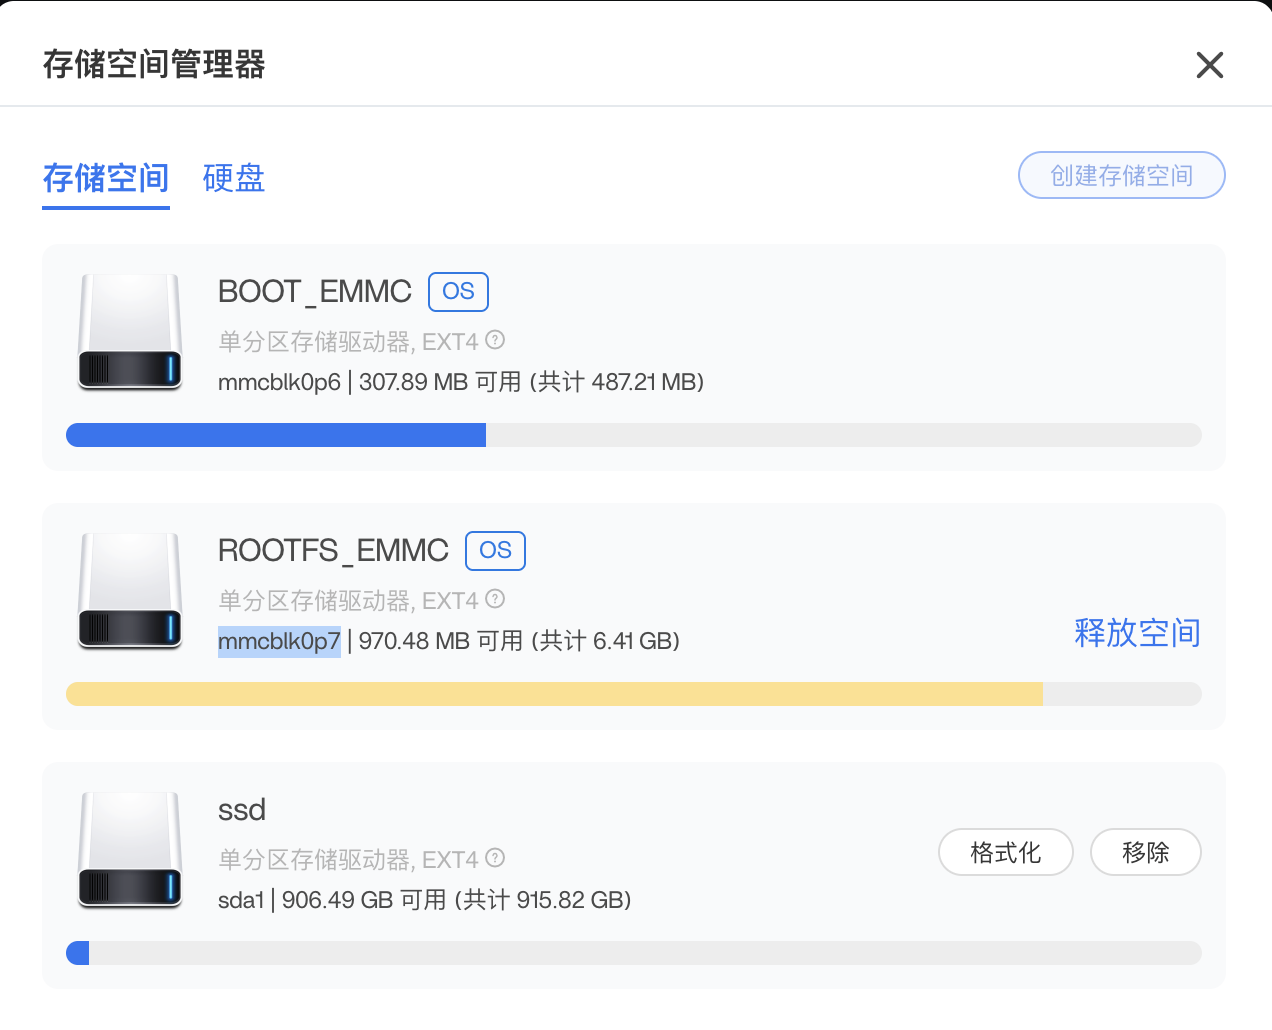 存储空间管理器
存储空间 硬盘 创建存储空间
BOOT_EMMC OS
单分区存储驱动器, EXT4 ?
mmcblk0p6 | 307.89 MB 可用 (共计 487.21 MB)
ROOTFS_EMMC OS
单分区存储驱动器, EXT4 ?
mmcblk0p7 | 970.48 MB 可用 (共计 6.41 GB)
释放空间
ssd
单分区存储驱动器, EXT4 ?
sda1 | 906.49 GB 可用 (共计 915.82 GB)
格式化 移除